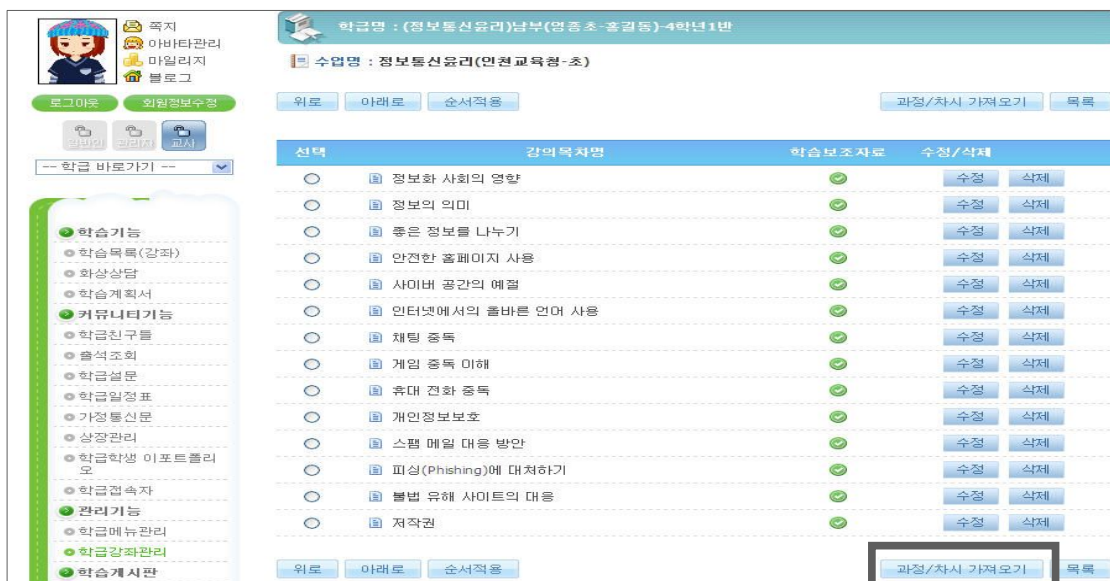 쪽지
아바타관리
마일리지
블로그
로그아웃 회원정보수정
일반인 관리자 교사
-- 학급 바로가기 --
학습기능
학습목록(강좌)
화상상담
학습계획서
커뮤니티기능
학급친구들
출석조회
학급설문
학급일정표
가정통신문
상장관리
학급학생 이포트폴리
오
학급접속자
관리기능
학급메뉴관리
학급강좌관리
학습게시판
학급명 : (정보통신윤리)남부(영종초-홍길동)-4학년1반
수업명 : 정보통신윤리(인천교육청-초)
위로 아래로 순서적용 과정/차시 가져오기 목록
선택 강의목차명 학습보조자료 수정/삭제
정보화 사회의 영향 수정 삭제
정보의 의미 수정 삭제
좋은 정보를 나누기 수정 삭제
안전한 홈페이지 사용 수정 삭제
사이버 공간의 예절 수정 삭제
인터넷에서의 올바른 언어 사용 수정 삭제
채팅 중독 수정 삭제
게임 중독 이해 수정 삭제
휴대 전화 중독 수정 삭제
개인정보보호 수정 삭제
스팸 메일 대응 방안 수정 삭제
피싱(Phishing)에 대처하기 수정 삭제
불법 유해 사이트의 대응 수정 삭제
저작권 수정 삭제
위로 아래로 순서적용 과정/차시 가져오기 목록